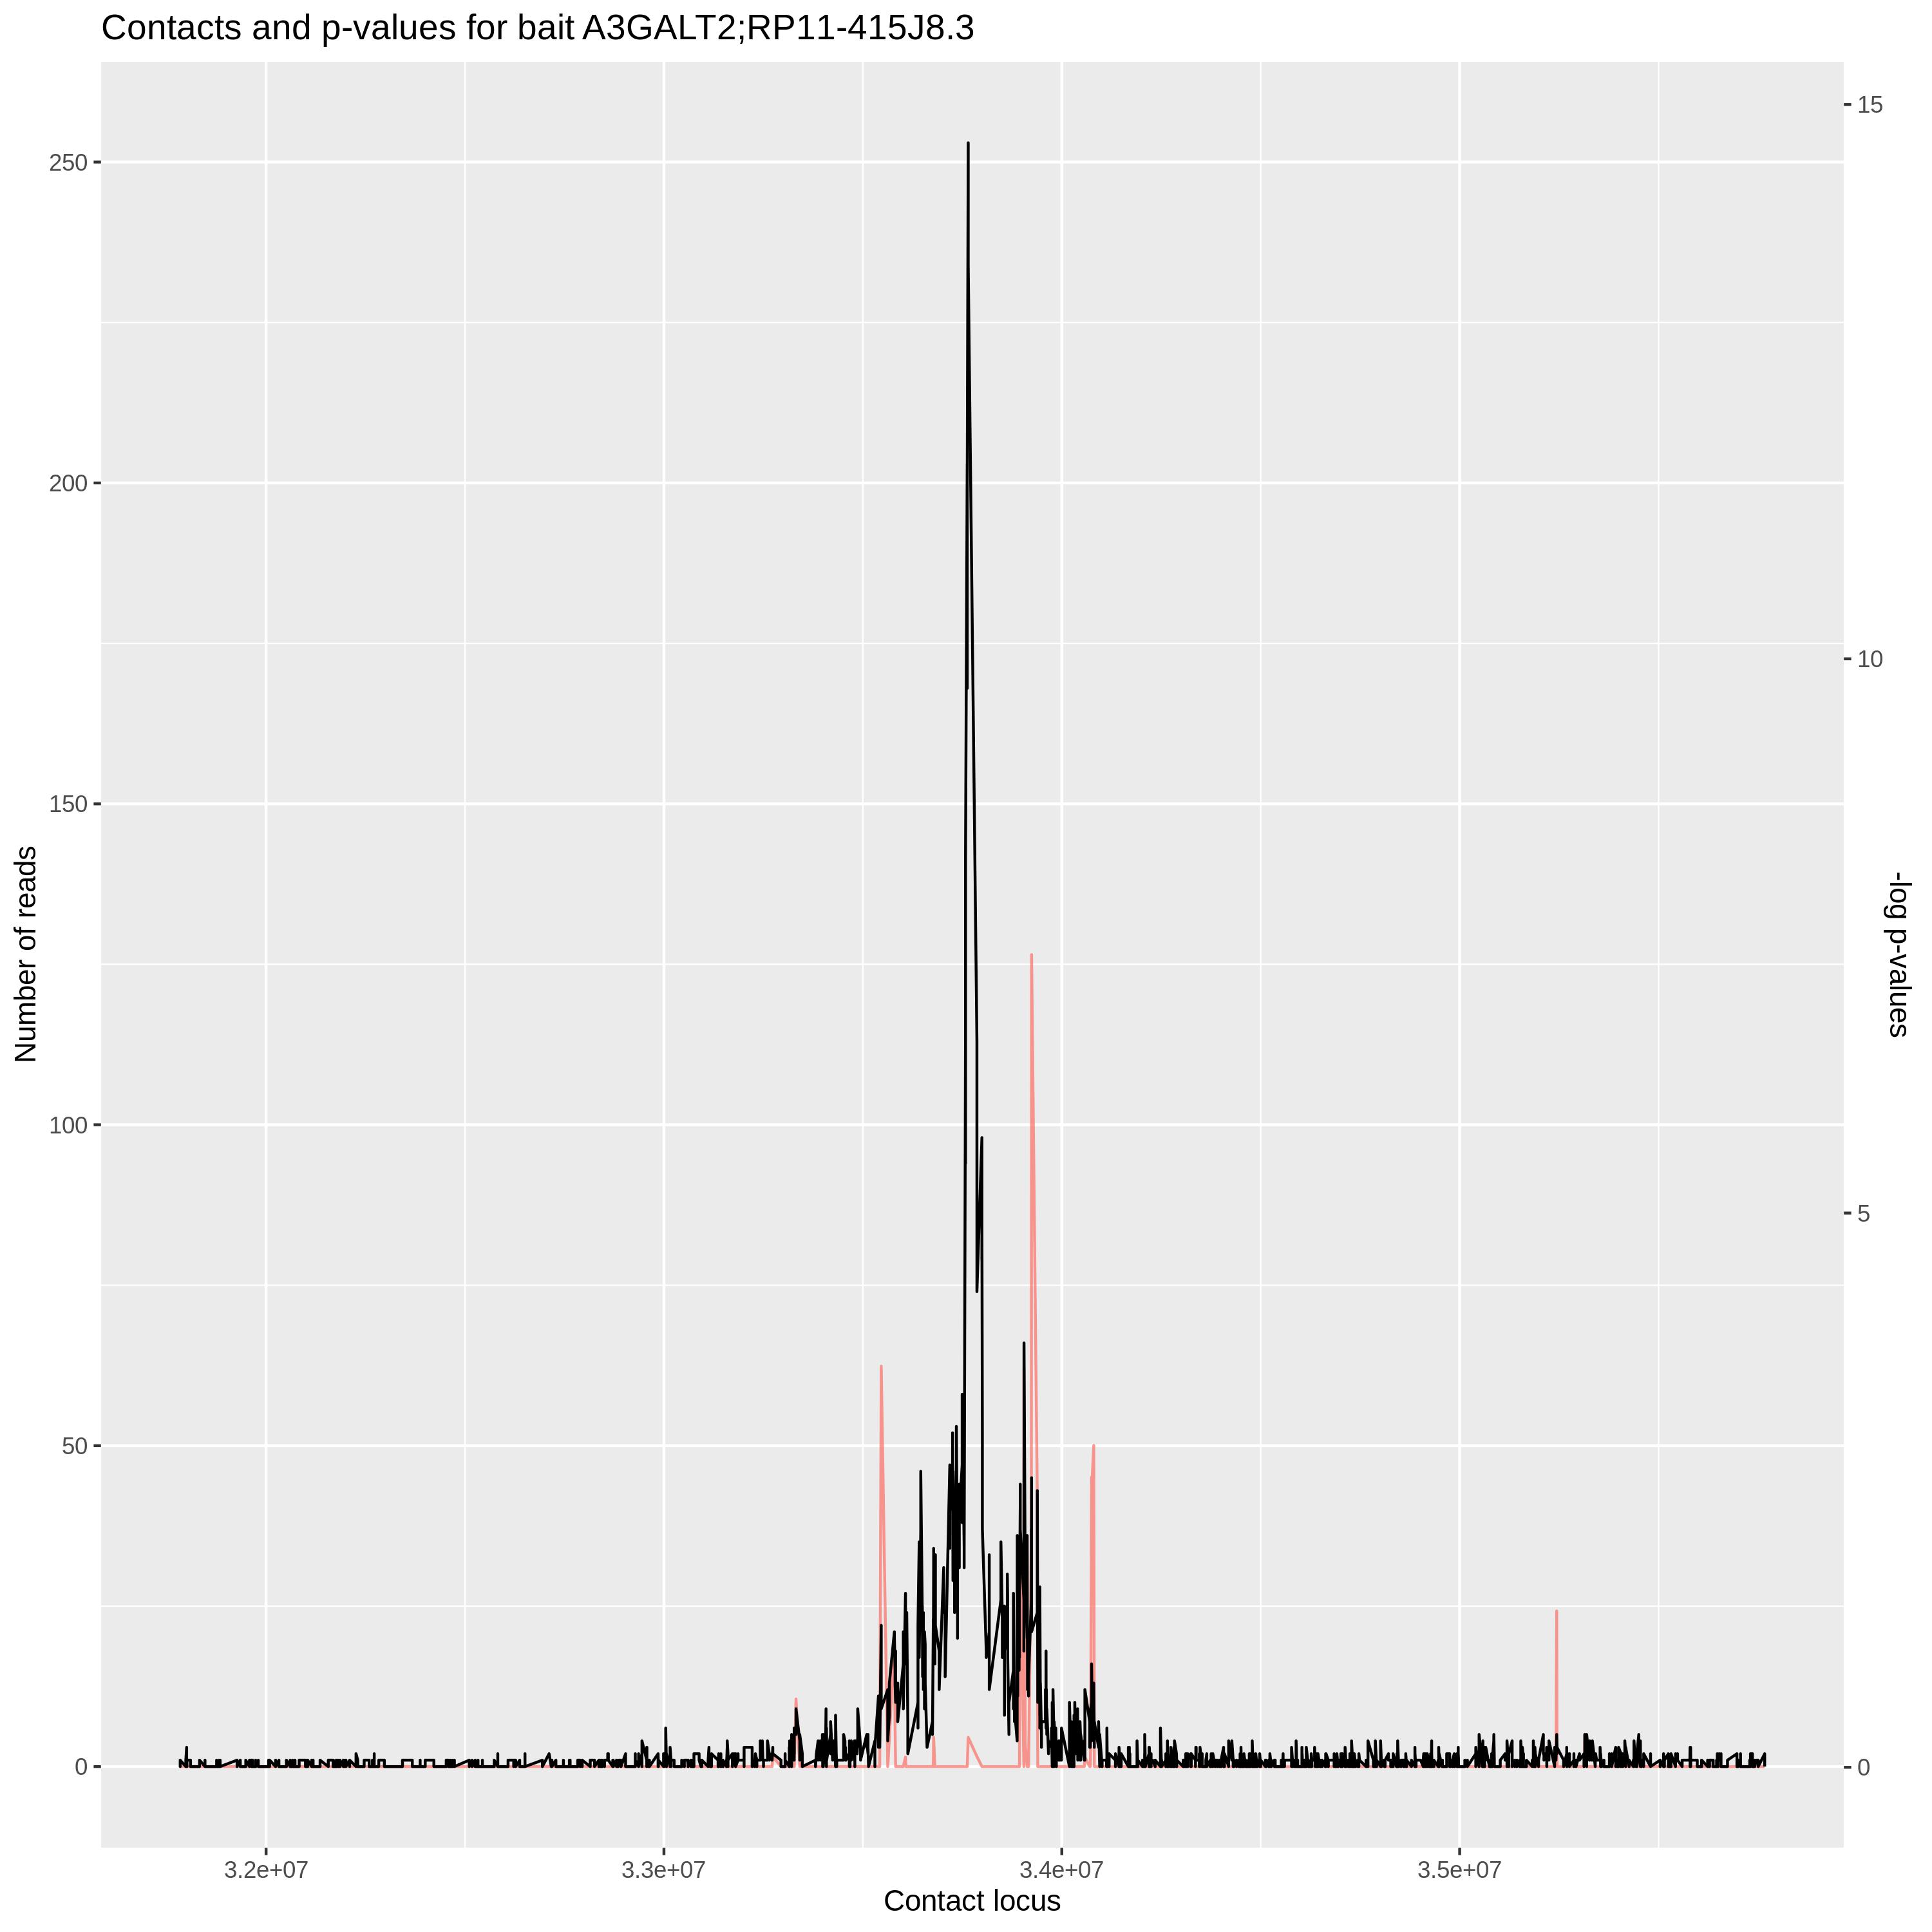 Contacts and p-values for bait A3GALT2;RP11-415J8.3
250
200
150
100
50
0
Number of reads
15
10
5
0
-log p-values
3.2e+07
3.3e+07
3.4e+07
3.5e+07
Contact locus